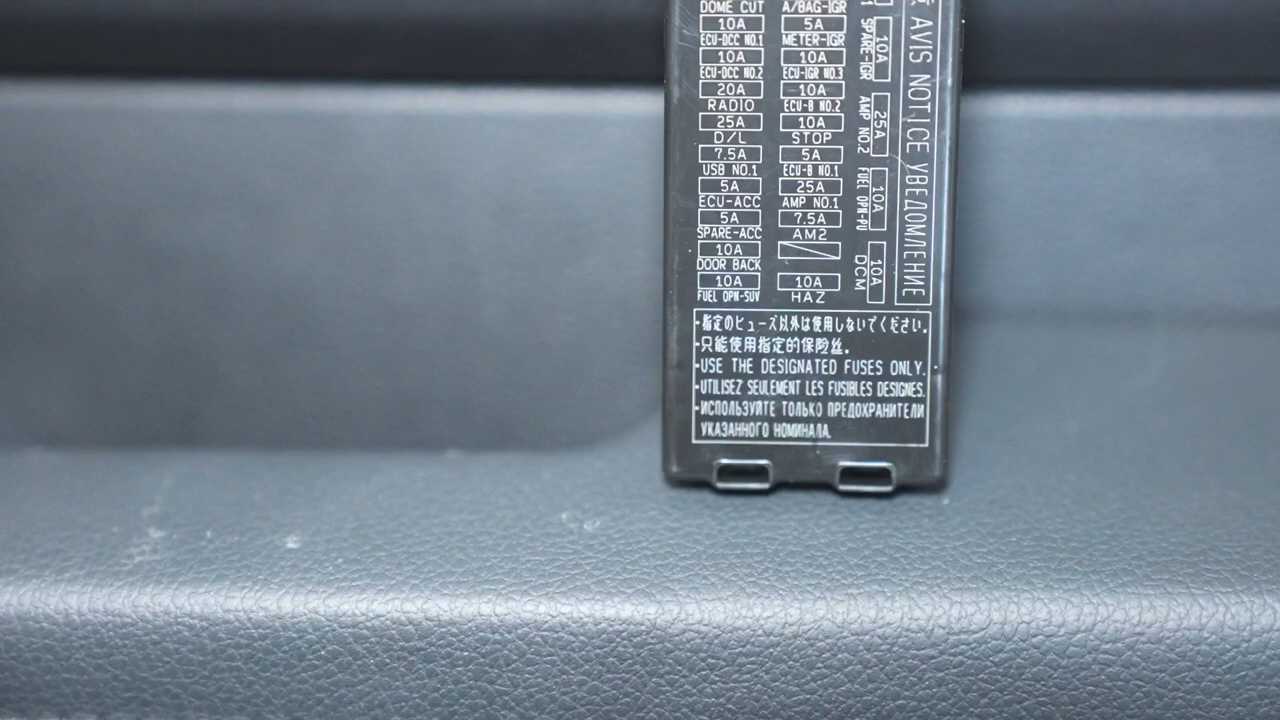 DOME CUT
A/BAG-IGR
10A
5A
ECU-DCC NO.1
METER-IGR
10A
10A
ECU-DCC NO.2
ECU-IGR NO.3
20A
10A
RADIO
ECU-B NO.2
25A
10A
D/L
STOP
7.5A
5A
USB NO.1
ECU-B NO.1
5A
25A
ECU-ACC
AMP NO.1
5A
7.5A
SPARE-ACC
AM2
10A
DOOR BACK
10A
10A
FUEL OPN-SUV
HAZ
10A
SPARE-IGR
25A
AMP NO.2
10A
FUEL OPN-PU
10A
DCM
AVIS NOTICE УВЕДОМЛЕНИЕ
・指定のヒューズ以外は使用しないでください。
・只能使用指定的保险丝。
・USE THE DESIGNATED FUSES ONLY.
・UTILISEZ SEULEMENT LES FUSIBLES DESIGNES.
・ИСПОЛЬЗУЙТЕ ТОЛЬКО ПРЕДОХРАНИТЕЛИ
УКАЗАННОГО НОМИНАЛА.